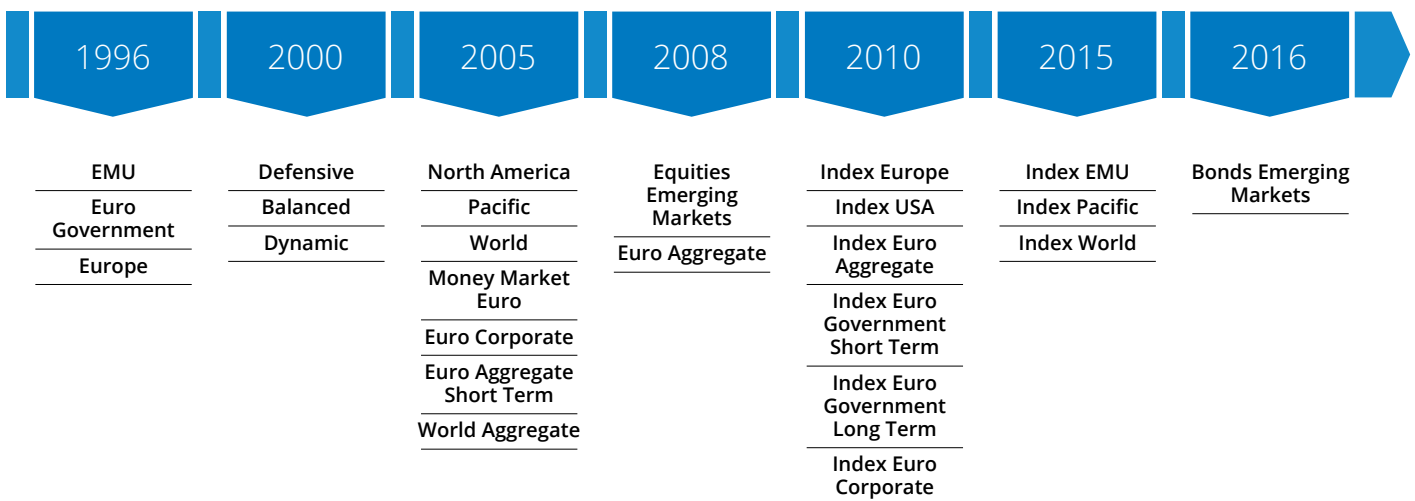 1996
2000
2005
2008
2010
2015
2016
EMU
Euro
Government
Europe
Defensive
Balanced
Dynamic
North America
Pacific
World
Money Market
Euro
Euro Corporate
Euro Aggregate
Short Term
World Aggregate
Equities
Emerging
Markets
Euro Aggregate
Index Europe
Index USA
Index Euro
Aggregate
Index Euro
Government
Short Term
Index Euro
Government
Long Term
Index Euro
Corporate
Index EMU
Index Pacific
Index World
Bonds Emerging
Markets